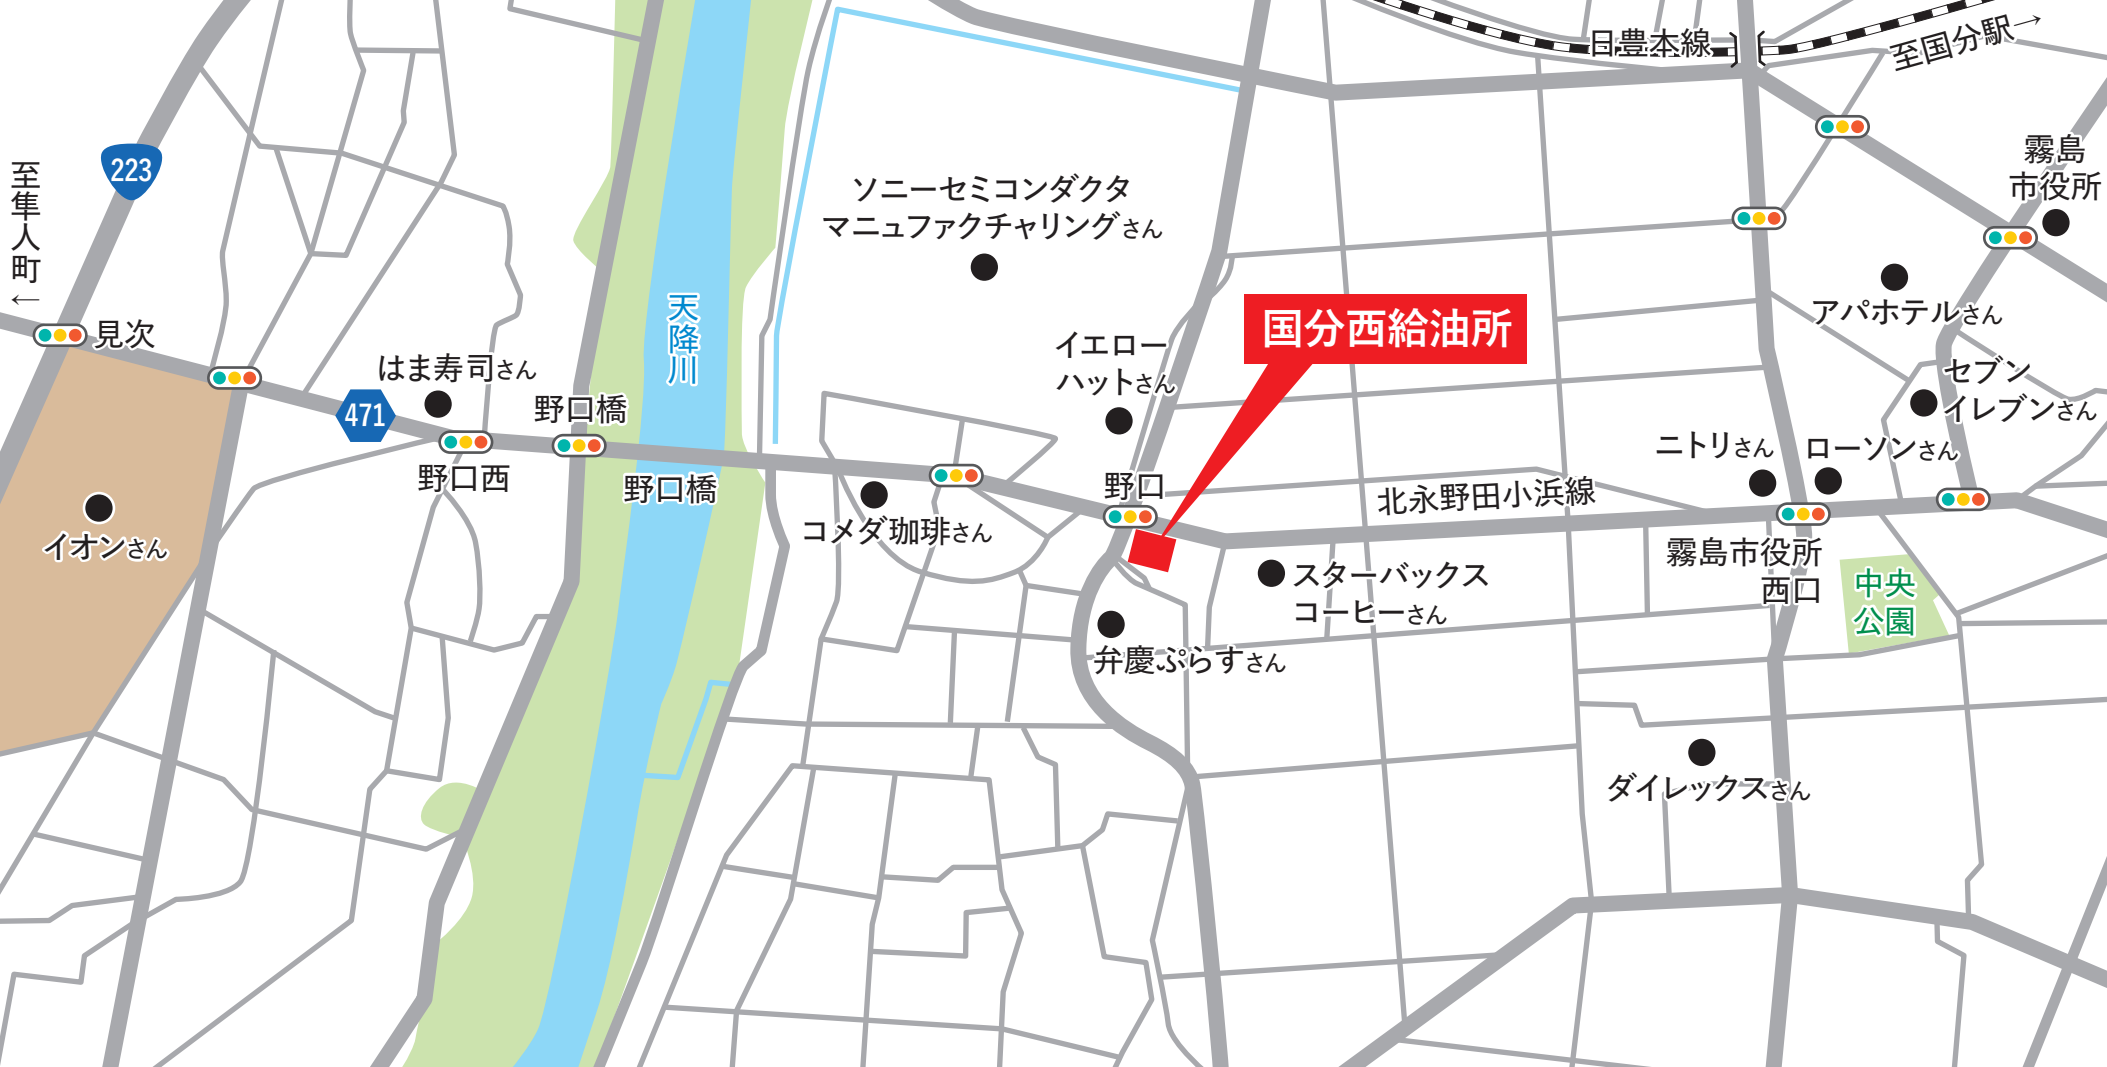 日豊本線
至国分駅→
223
至隼人町←
霧島
市役所
ソニーセミコンダクタ
マニュファクチャリングさん
天降川
国分西給油所
アパホテルさん
見次
イエロー
ハットさん
はま寿司さん
セブン
イレブンさん
471
野口橋
ニトリさん
ローソンさん
野口西
野口橋
野口
北永野田小浜線
コメダ珈琲さん
イオンさん
霧島市役所
西口
スターバックス
コーヒーさん
中央
公園
弁慶ぷらすさん
ダイレックスさん